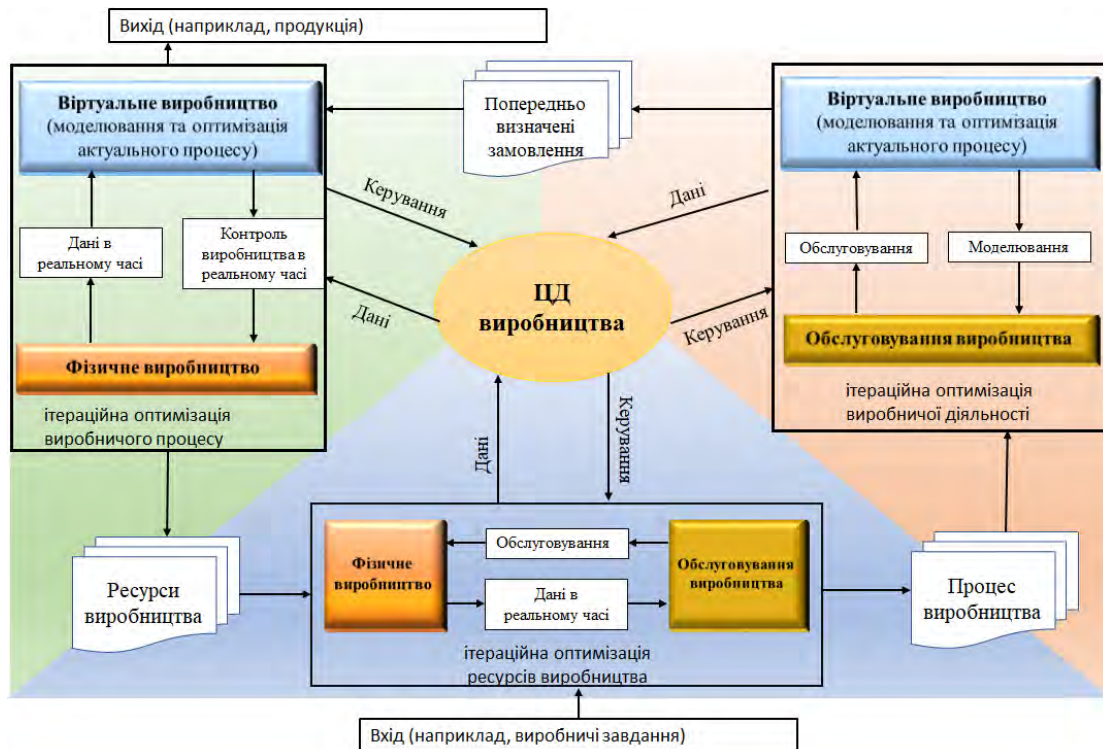 Вихід (наприклад, продукція)
Віртуальне виробництво
(моделювання та оптимізація
актуального процесу)
Дані в
реальному часі
Контроль
виробництва в
реальному часі
Фізичне виробництво
ітераційна оптимізація
виробничого процесу
Попередньо
визначені
замовлення
Керування
Дані
ЦД
виробництва
Дані
Керування
Віртуальне виробництво
(моделювання та оптимізація
актуального процесу)
Обслуговування
Моделювання
Обслуговування виробництва
ітераційна оптимізація
виробничої діяльності
Дані
Керування
Ресурси
виробництва
Фізичне
виробництво
Обслуговування
Дані в
реальному часі
Обслуговування
виробництва
ітераційна оптимізація
ресурсів виробництва
Процес
виробництва
Вхід (наприклад, виробничі завдання)